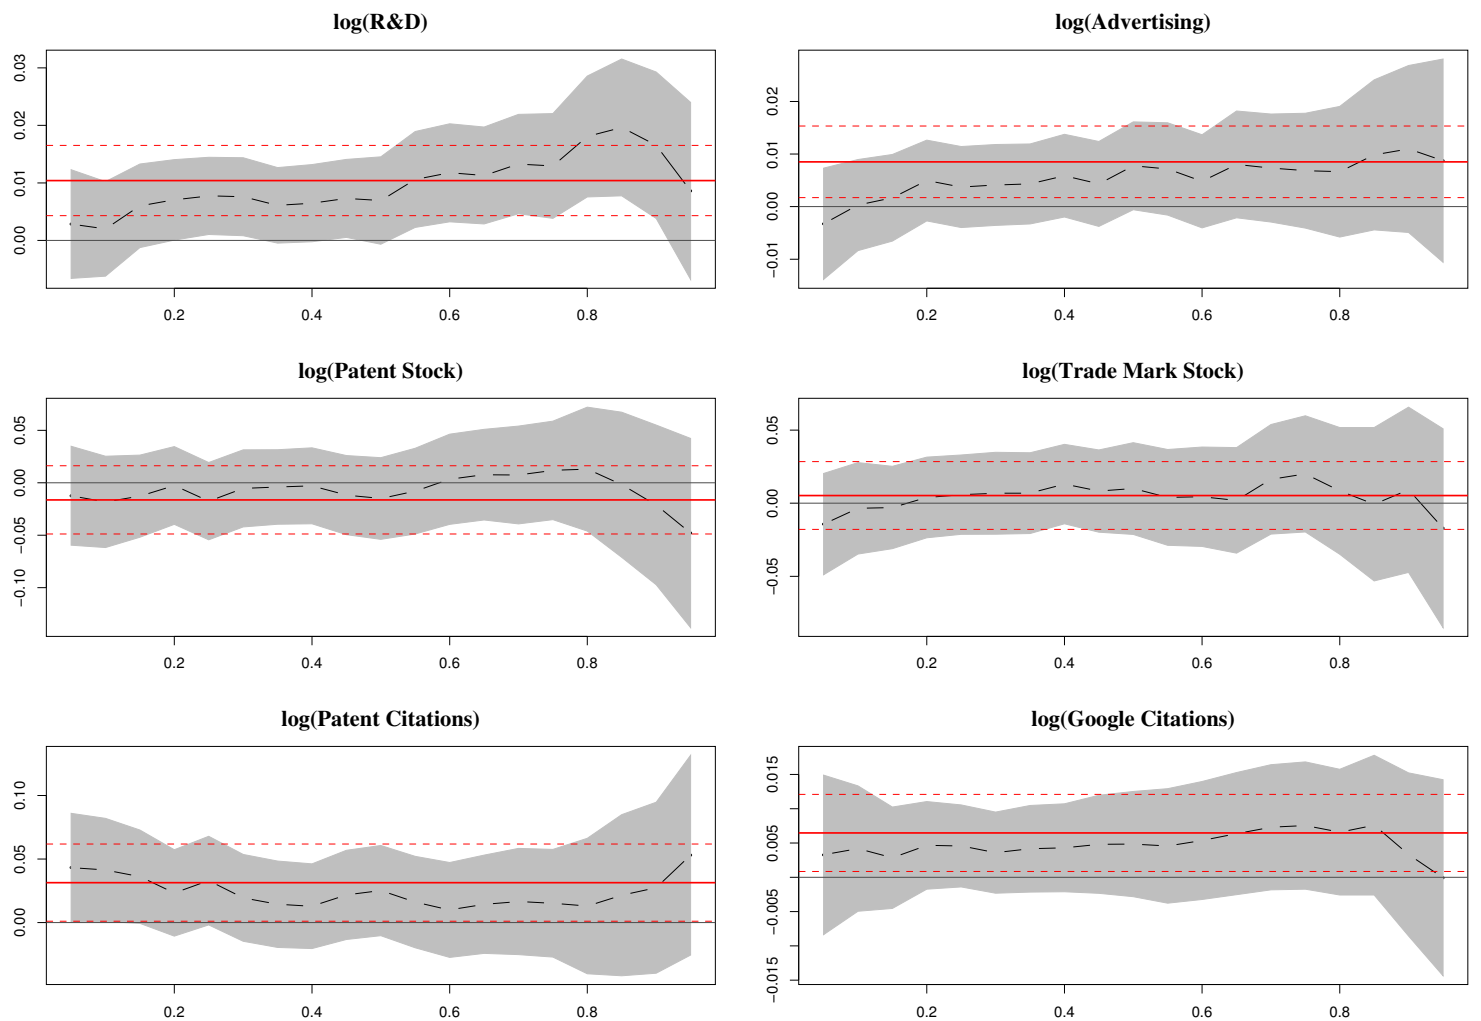 log(R&D)
0.03
0.02
0.01
0.00
0.2 0.4 0.6 0.8
log(Advertising)
0.02
0.01
0.00
−0.01
0.2 0.4 0.6 0.8
log(Patent Stock)
0.05
0.00
−0.05
−0.10
0.2 0.4 0.6 0.8
log(Trade Mark Stock)
0.05
0.00
−0.05
0.2 0.4 0.6 0.8
log(Patent Citations)
0.10
0.05
0.00
0.2 0.4 0.6 0.8
log(Google Citations)
0.015
0.005
−0.005
−0.015
0.2 0.4 0.6 0.8